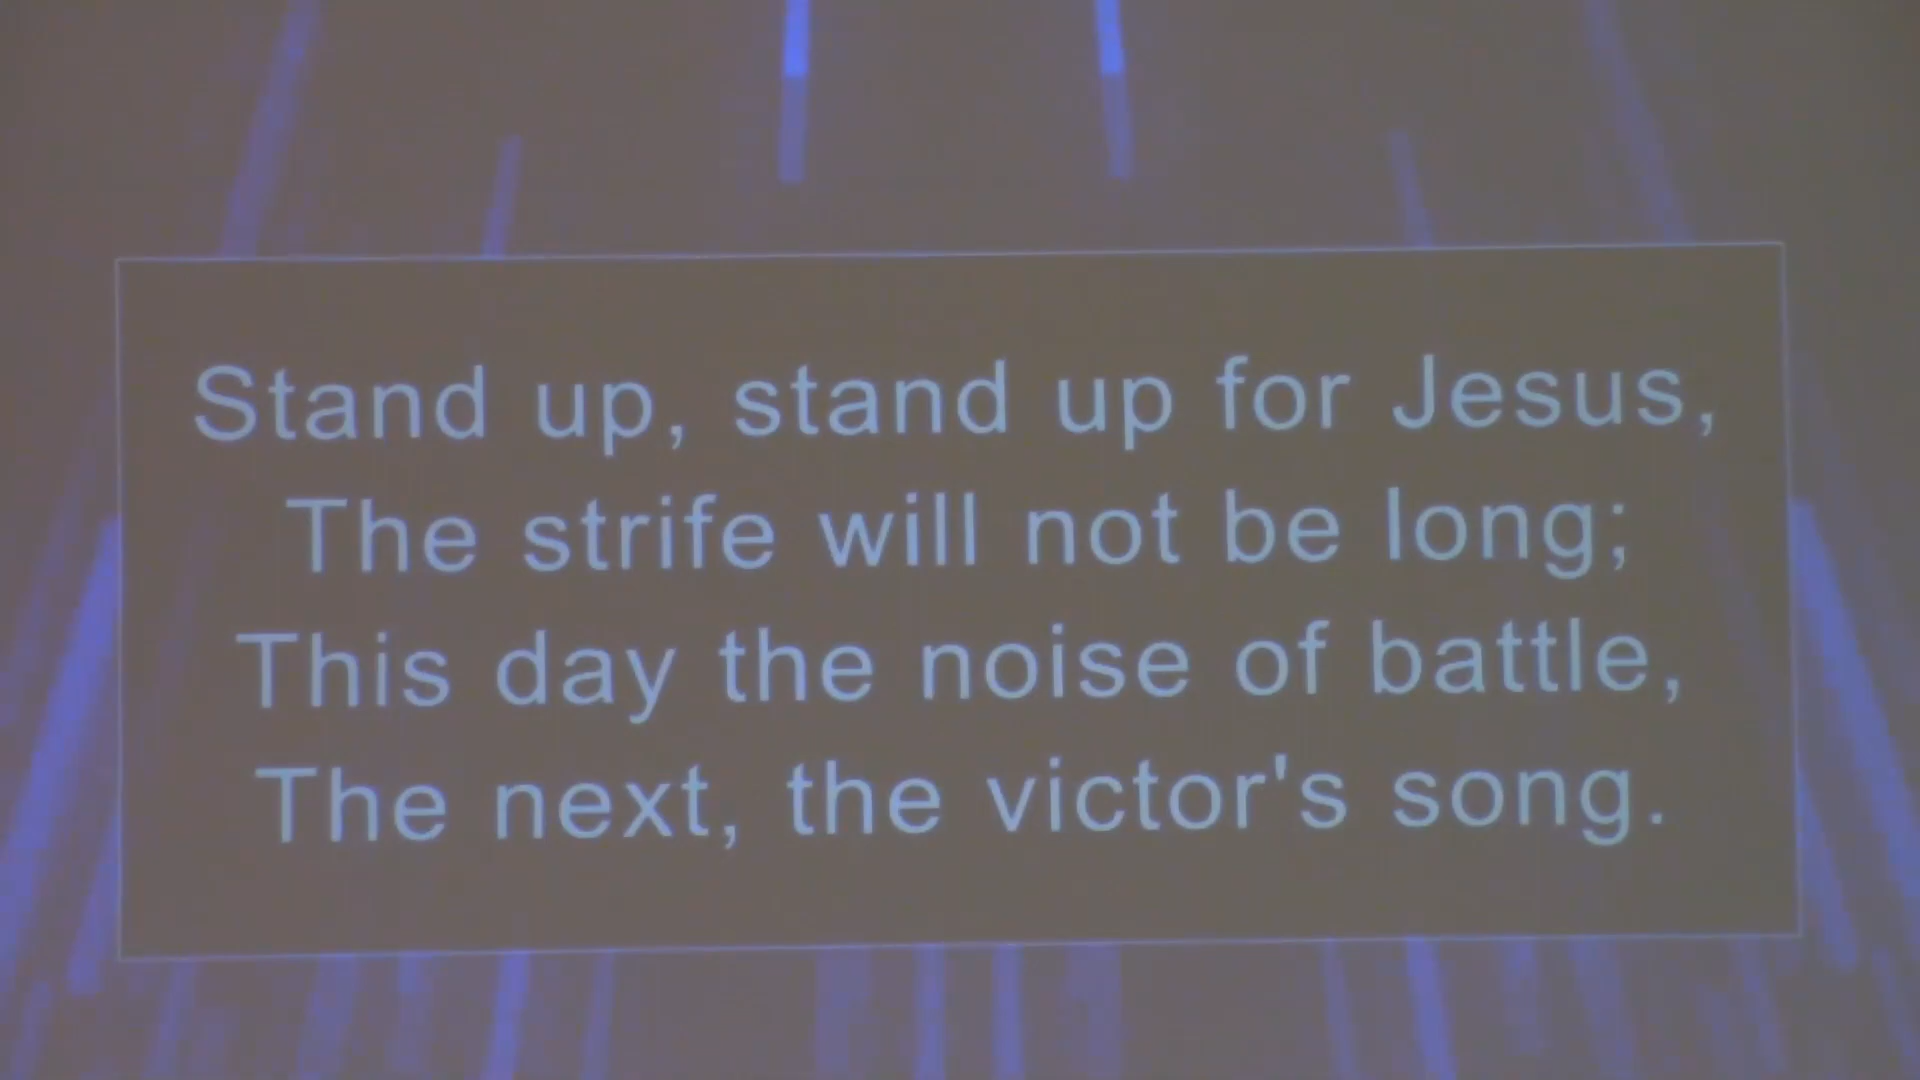 Stand up, stand up for Jesus,
The strife will not be long;
This day the noise of battle,
The next, the victor's song.